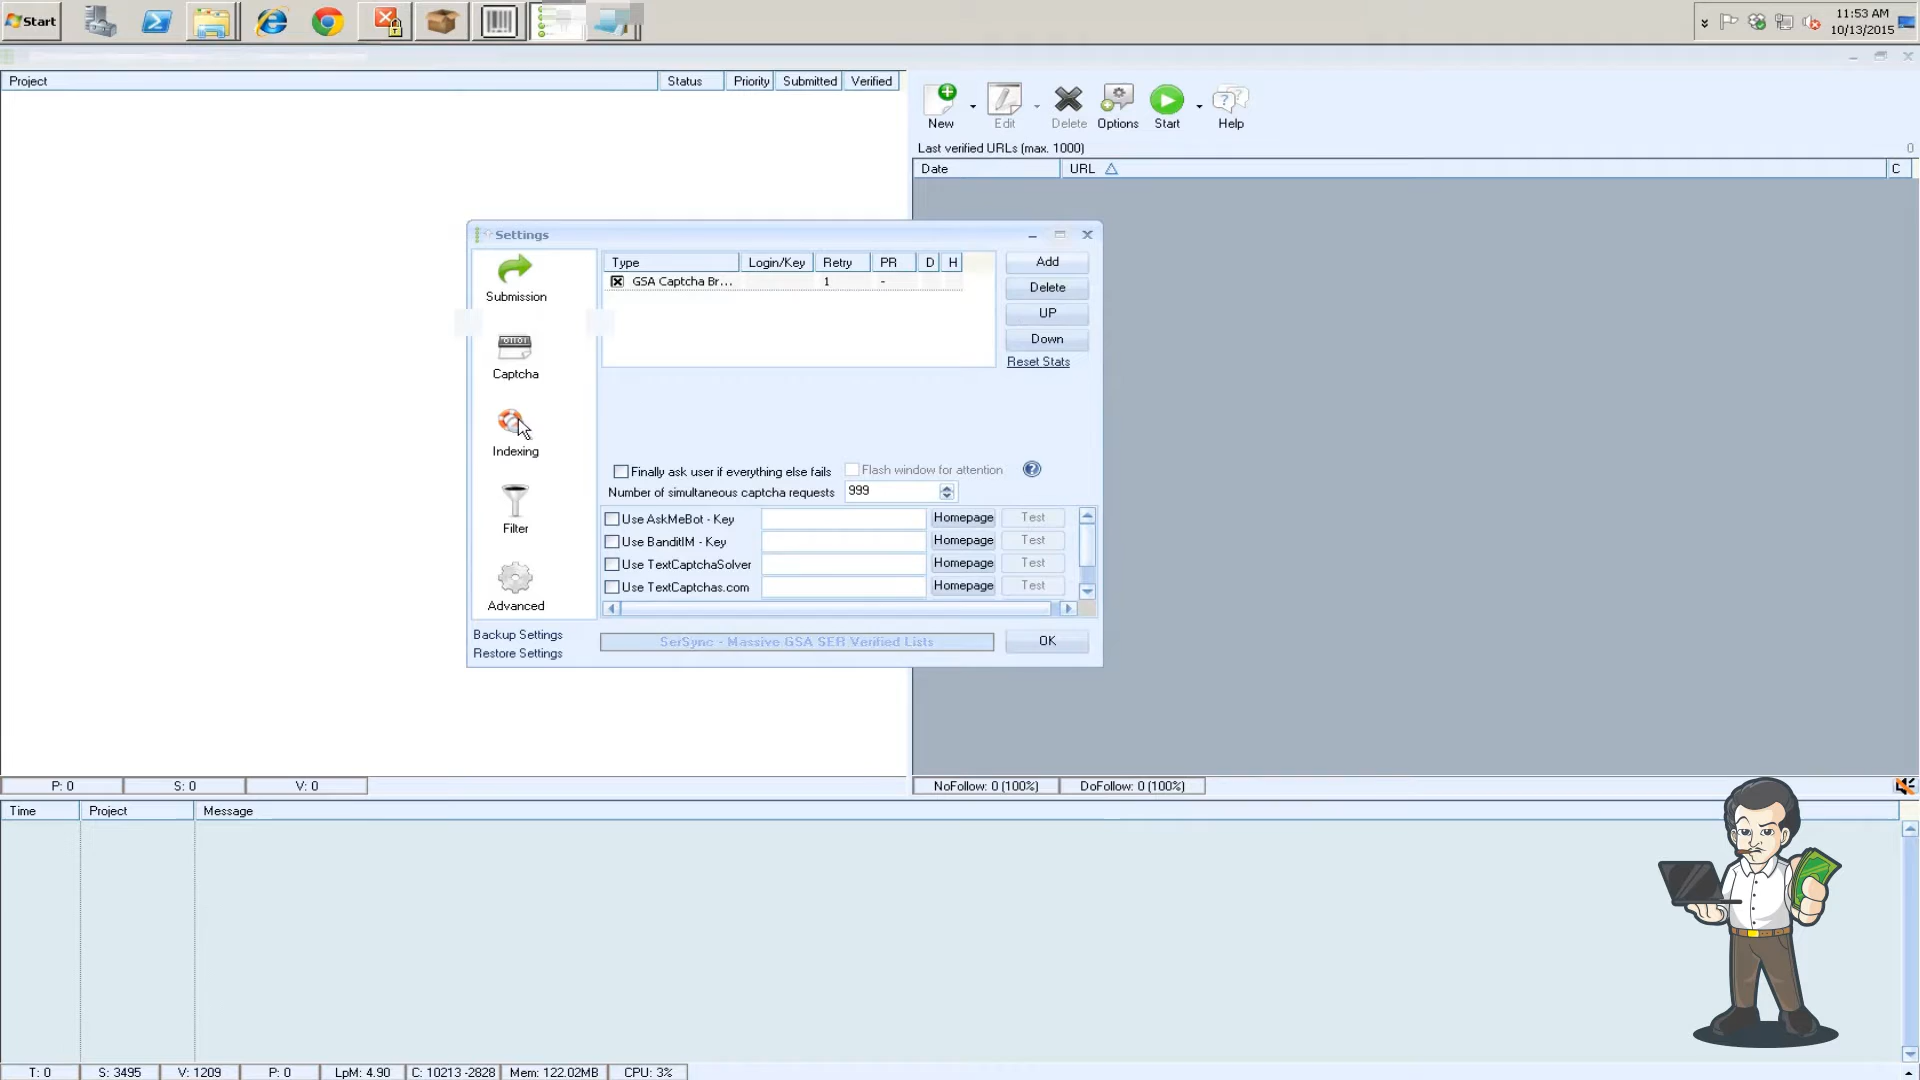 Start
11:53 AM
10/13/2015
Project Status Priority Submitted Verified
New Edit Delete Options Start Help
Last verified URLs (max. 1000) 0
Date URL C
Settings
Submission
Captcha
Indexing
Filter
Advanced
Backup Settings
Restore Settings
Type Login/Key Retry PR D H
GSA Captcha Br... 1 -
Add
Delete
UP
Down
Reset Stats
Finally ask user if everything else fails Flash window for attention
Number of simultaneous captcha requests 999
Use AskMeBot - Key Homepage Test
Use BanditIM - Key Homepage Test
Use TextCaptchaSolver Homepage Test
Use TextCaptchas.com Homepage Test
SerSync - Massive GSA SER Verified Lists OK
P: 0 S: 0 V: 0 NoFollow: 0 (100%) DoFollow: 0 (100%)
Time Project Message
T: 0 S: 3495 V: 1209 P: 0 LpM: 4.90 C: 10213 -2828 Mem: 122.02MB CPU: 3%